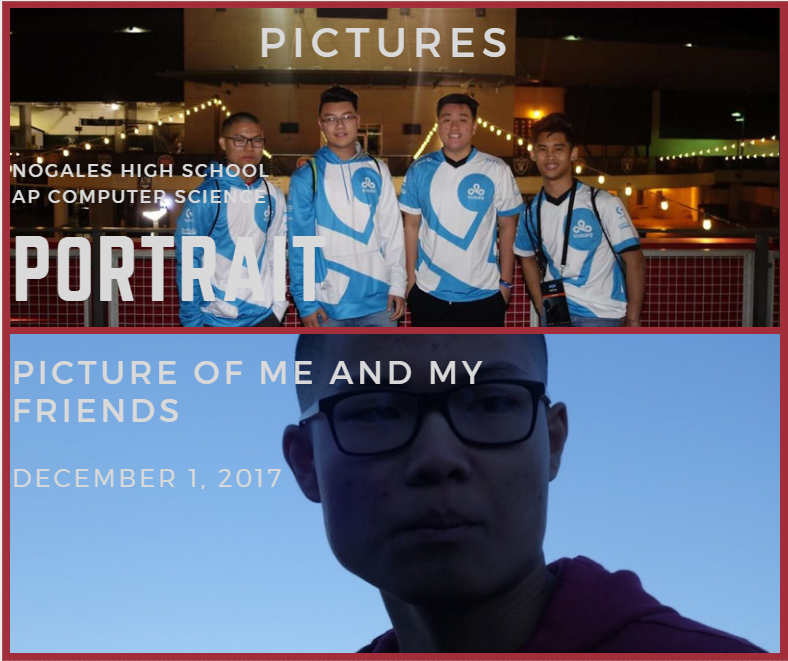 PICTURES
NOGALES HIGH SCHOOL
AP COMPUTER SCIENCE
PORTRAIT
PICTURE OF ME AND MY
FRIENDS
DECEMBER 1, 2017